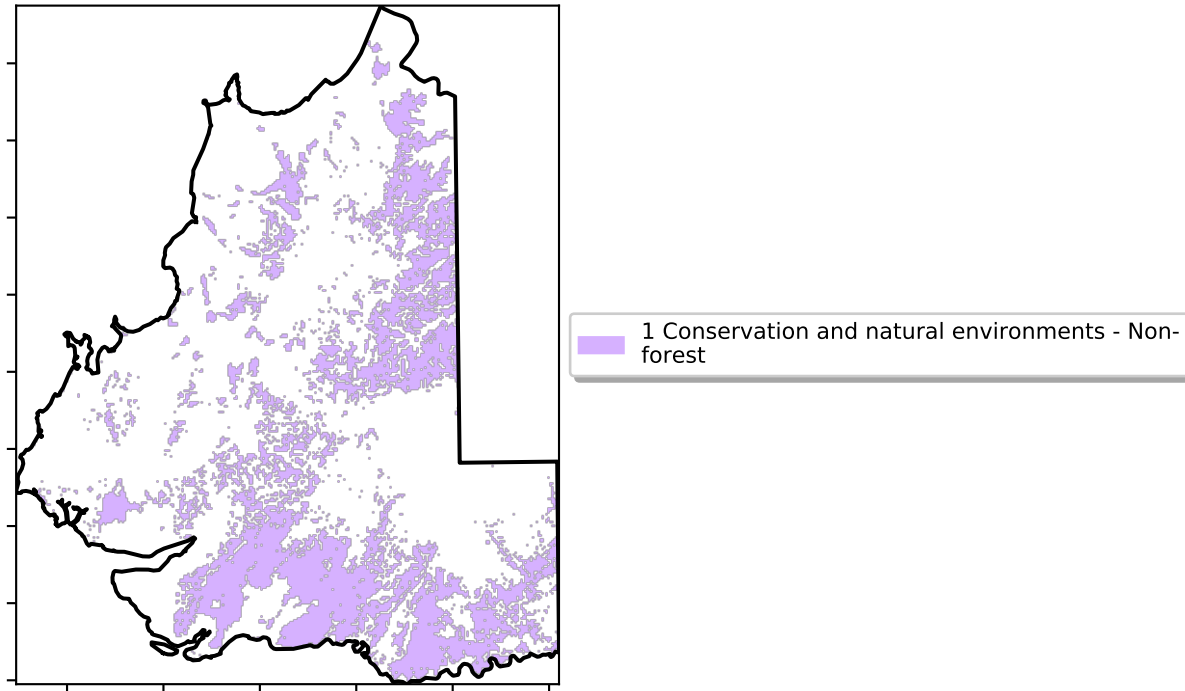 1 Conservation and natural environments - Non-
forest